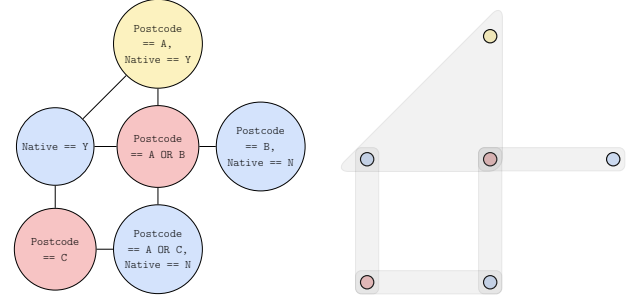 Postcode
== A,
Native == Y
Native == Y
Postcode
== A OR B
Postcode
== B,
Native == N
Postcode
== C
Postcode
== A OR C,
Native == N